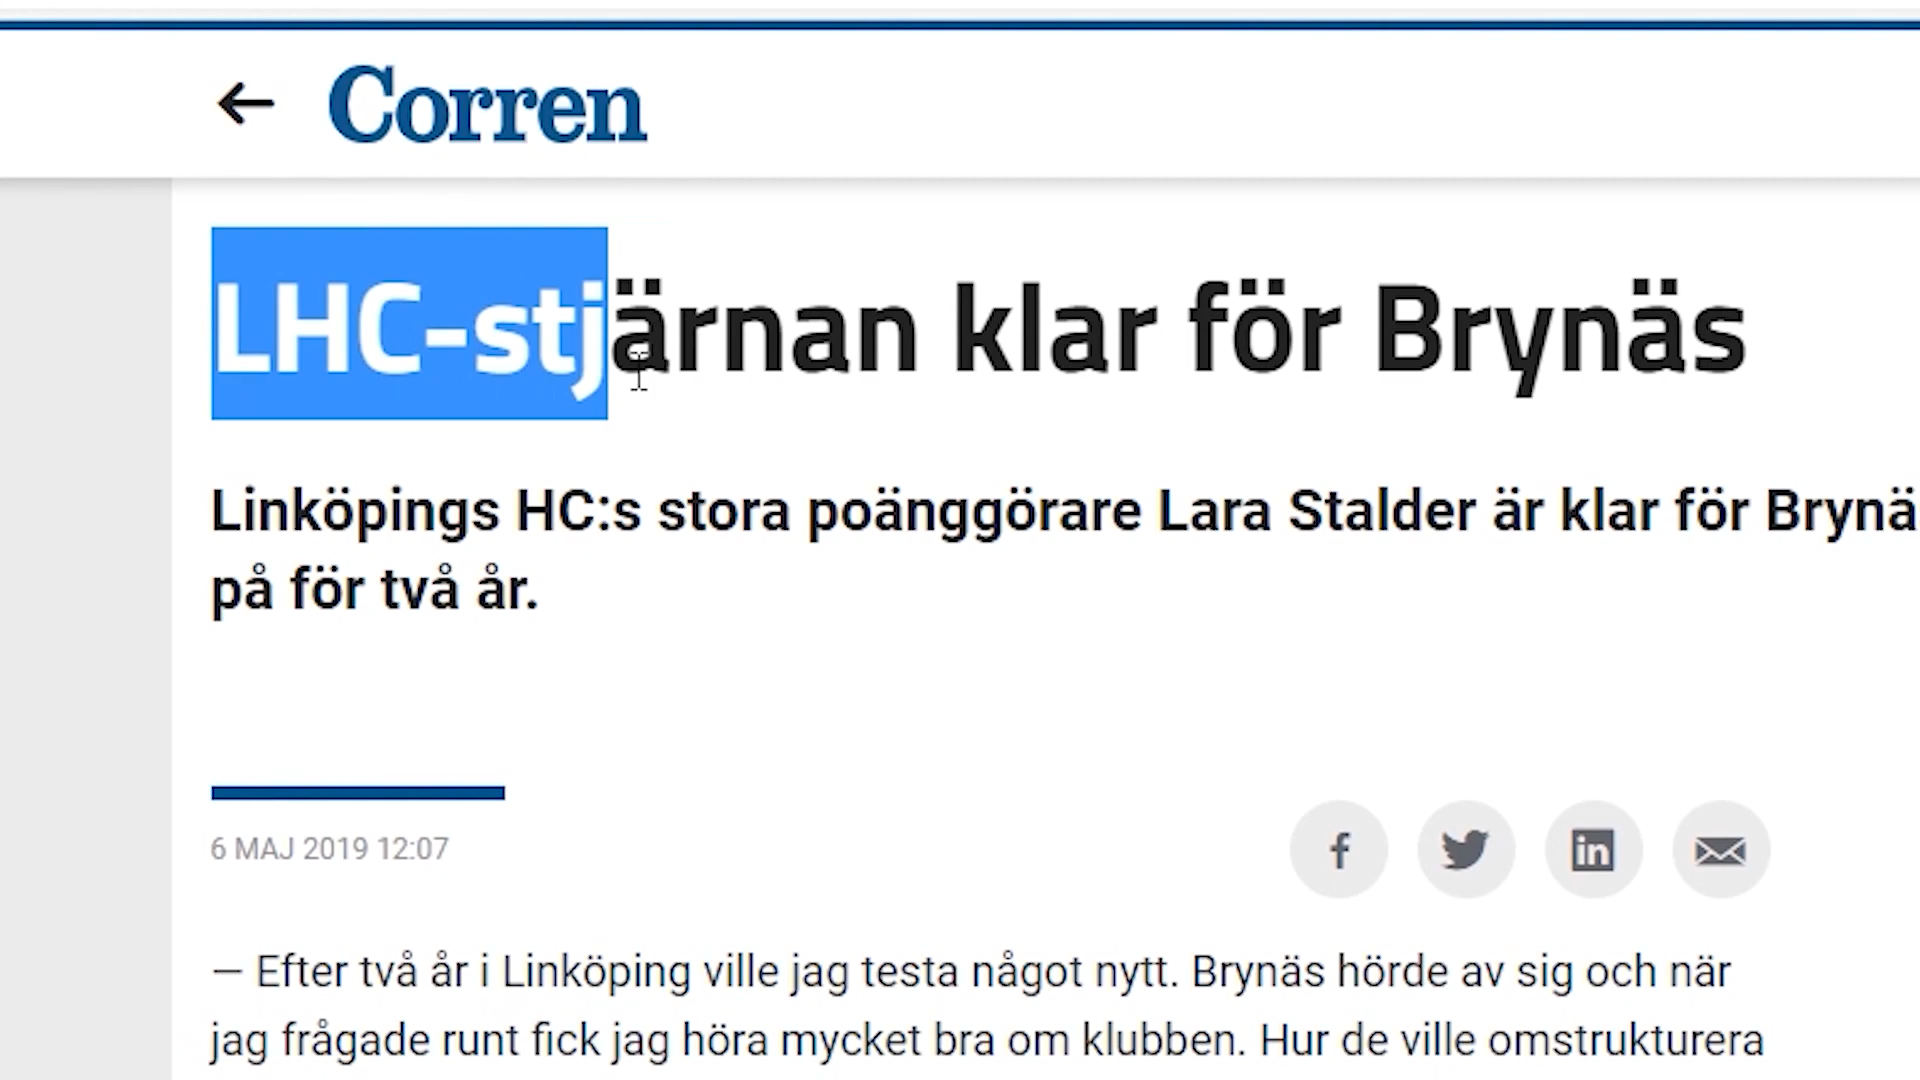 Corren
LHC-stjärnan klar för Brynäs
Linköpings HC:s stora poänggörare Lara Stalder är klar för Brynä
på för två år.
6 MAJ 2019 12:07
f
in
– Efter två år i Linköping ville jag testa något nytt. Brynäs hörde av sig och när
jag frågade runt fick jag höra mycket bra om klubben. Hur de ville omstrukturera